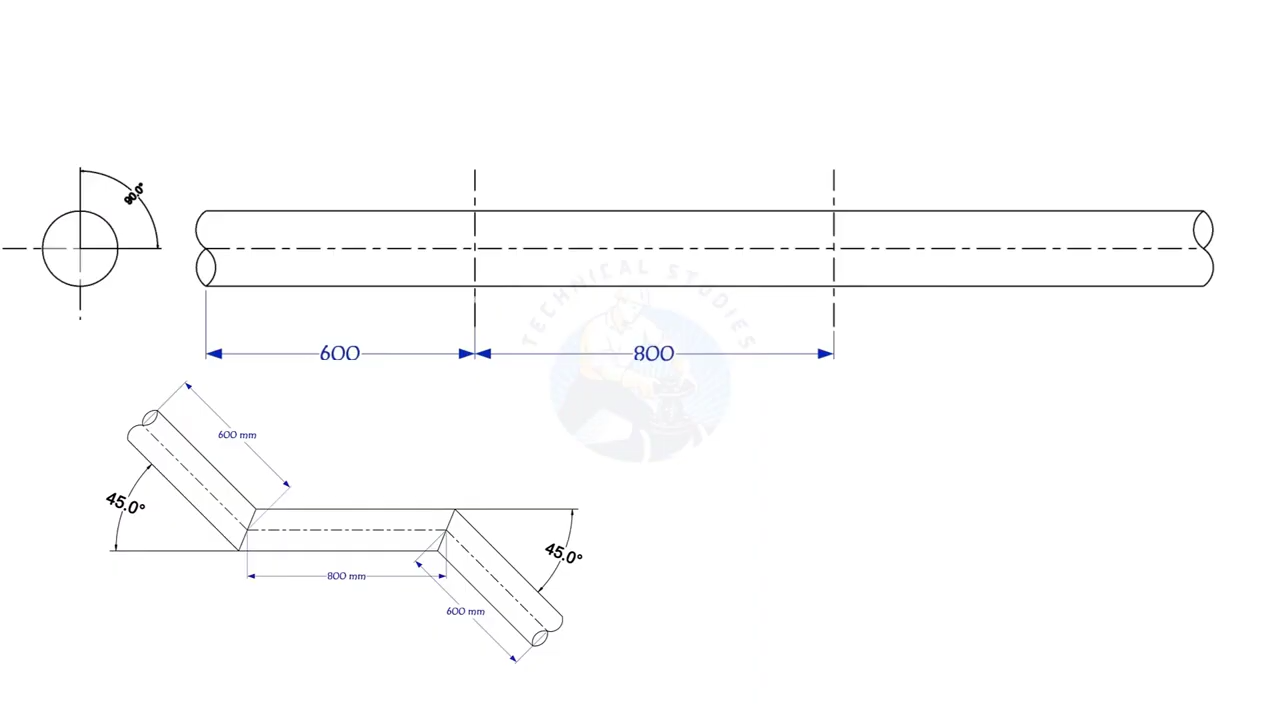 90.0°
TECHNICAL STUDIES
600
800
600 mm
45.0°
45.0°
800 mm
600 mm